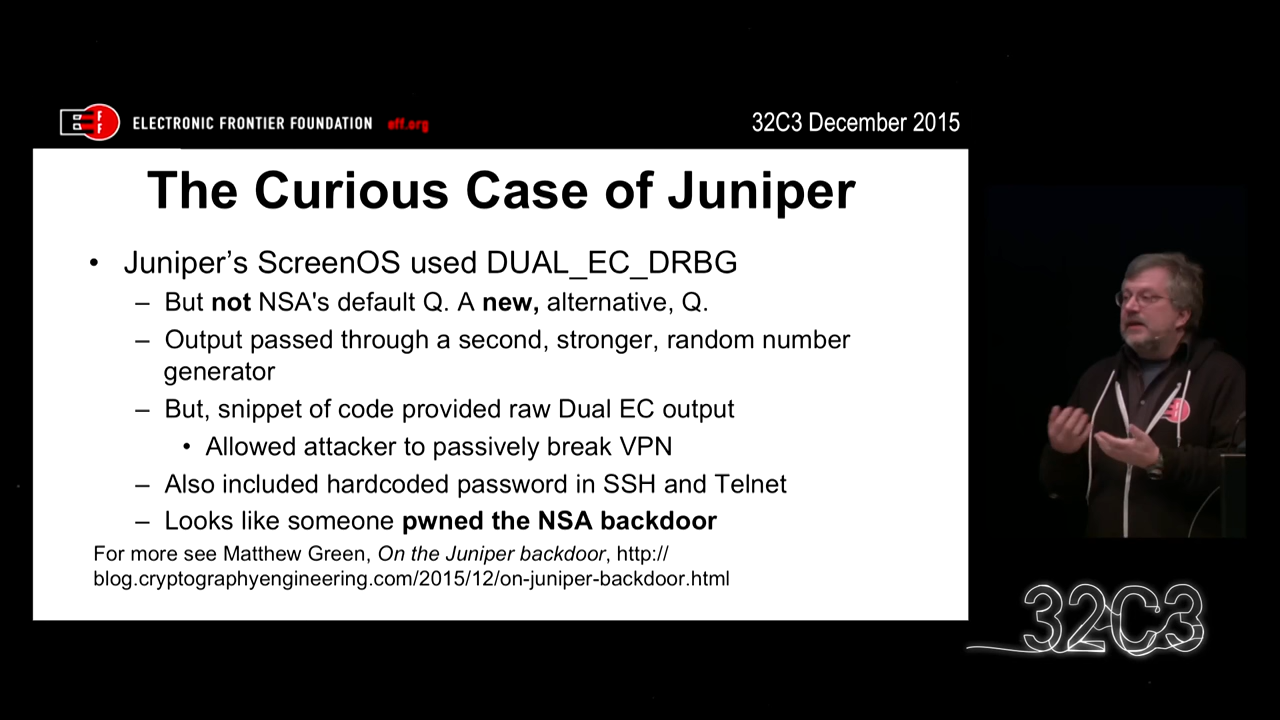 ELECTRONIC FRONTIER FOUNDATION eff.org
32C3 December 2015
The Curious Case of Juniper
• Juniper’s ScreenOS used DUAL_EC_DRBG
– But not NSA's default Q. A new, alternative, Q.
– Output passed through a second, stronger, random number
generator
– But, snippet of code provided raw Dual EC output
• Allowed attacker to passively break VPN
– Also included hardcoded password in SSH and Telnet
– Looks like someone pwned the NSA backdoor
For more see Matthew Green, On the Juniper backdoor, http://
blog.cryptographyengineering.com/2015/12/on-juniper-backdoor.html
32C3